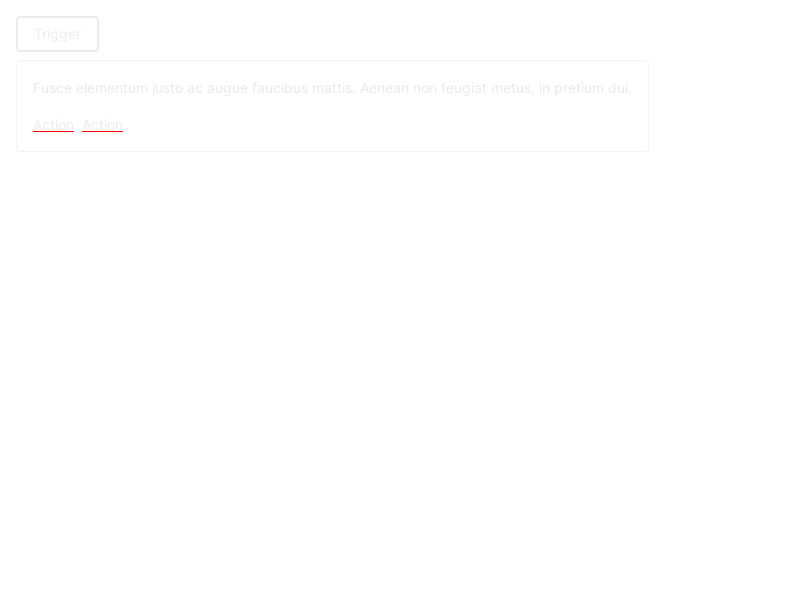 Trigger
Fusce elementum justo ac augue faucibus mattis. Aenean non feugiat metus, in pretium dui.
Action Action